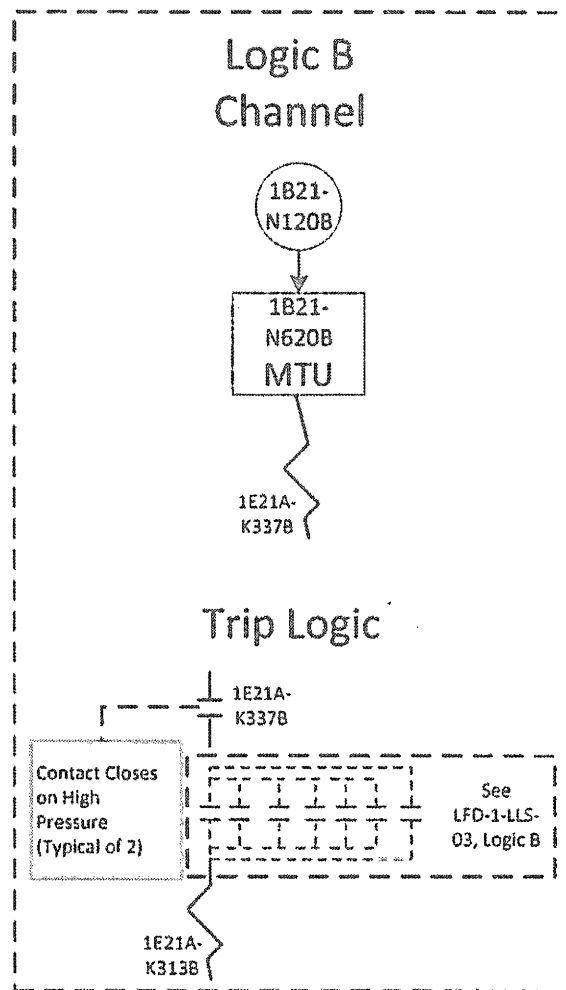 Logic B
Channel
1B21-
N120B
1B21-
N620B
MTU
1E21A-
K337B
Trip Logic
1E21A-
K337B
Contact Closes
on High
Pressure
(Typical of 2)
See
LFD-1-LLS-
03, Logic B
1E21A-
K313B